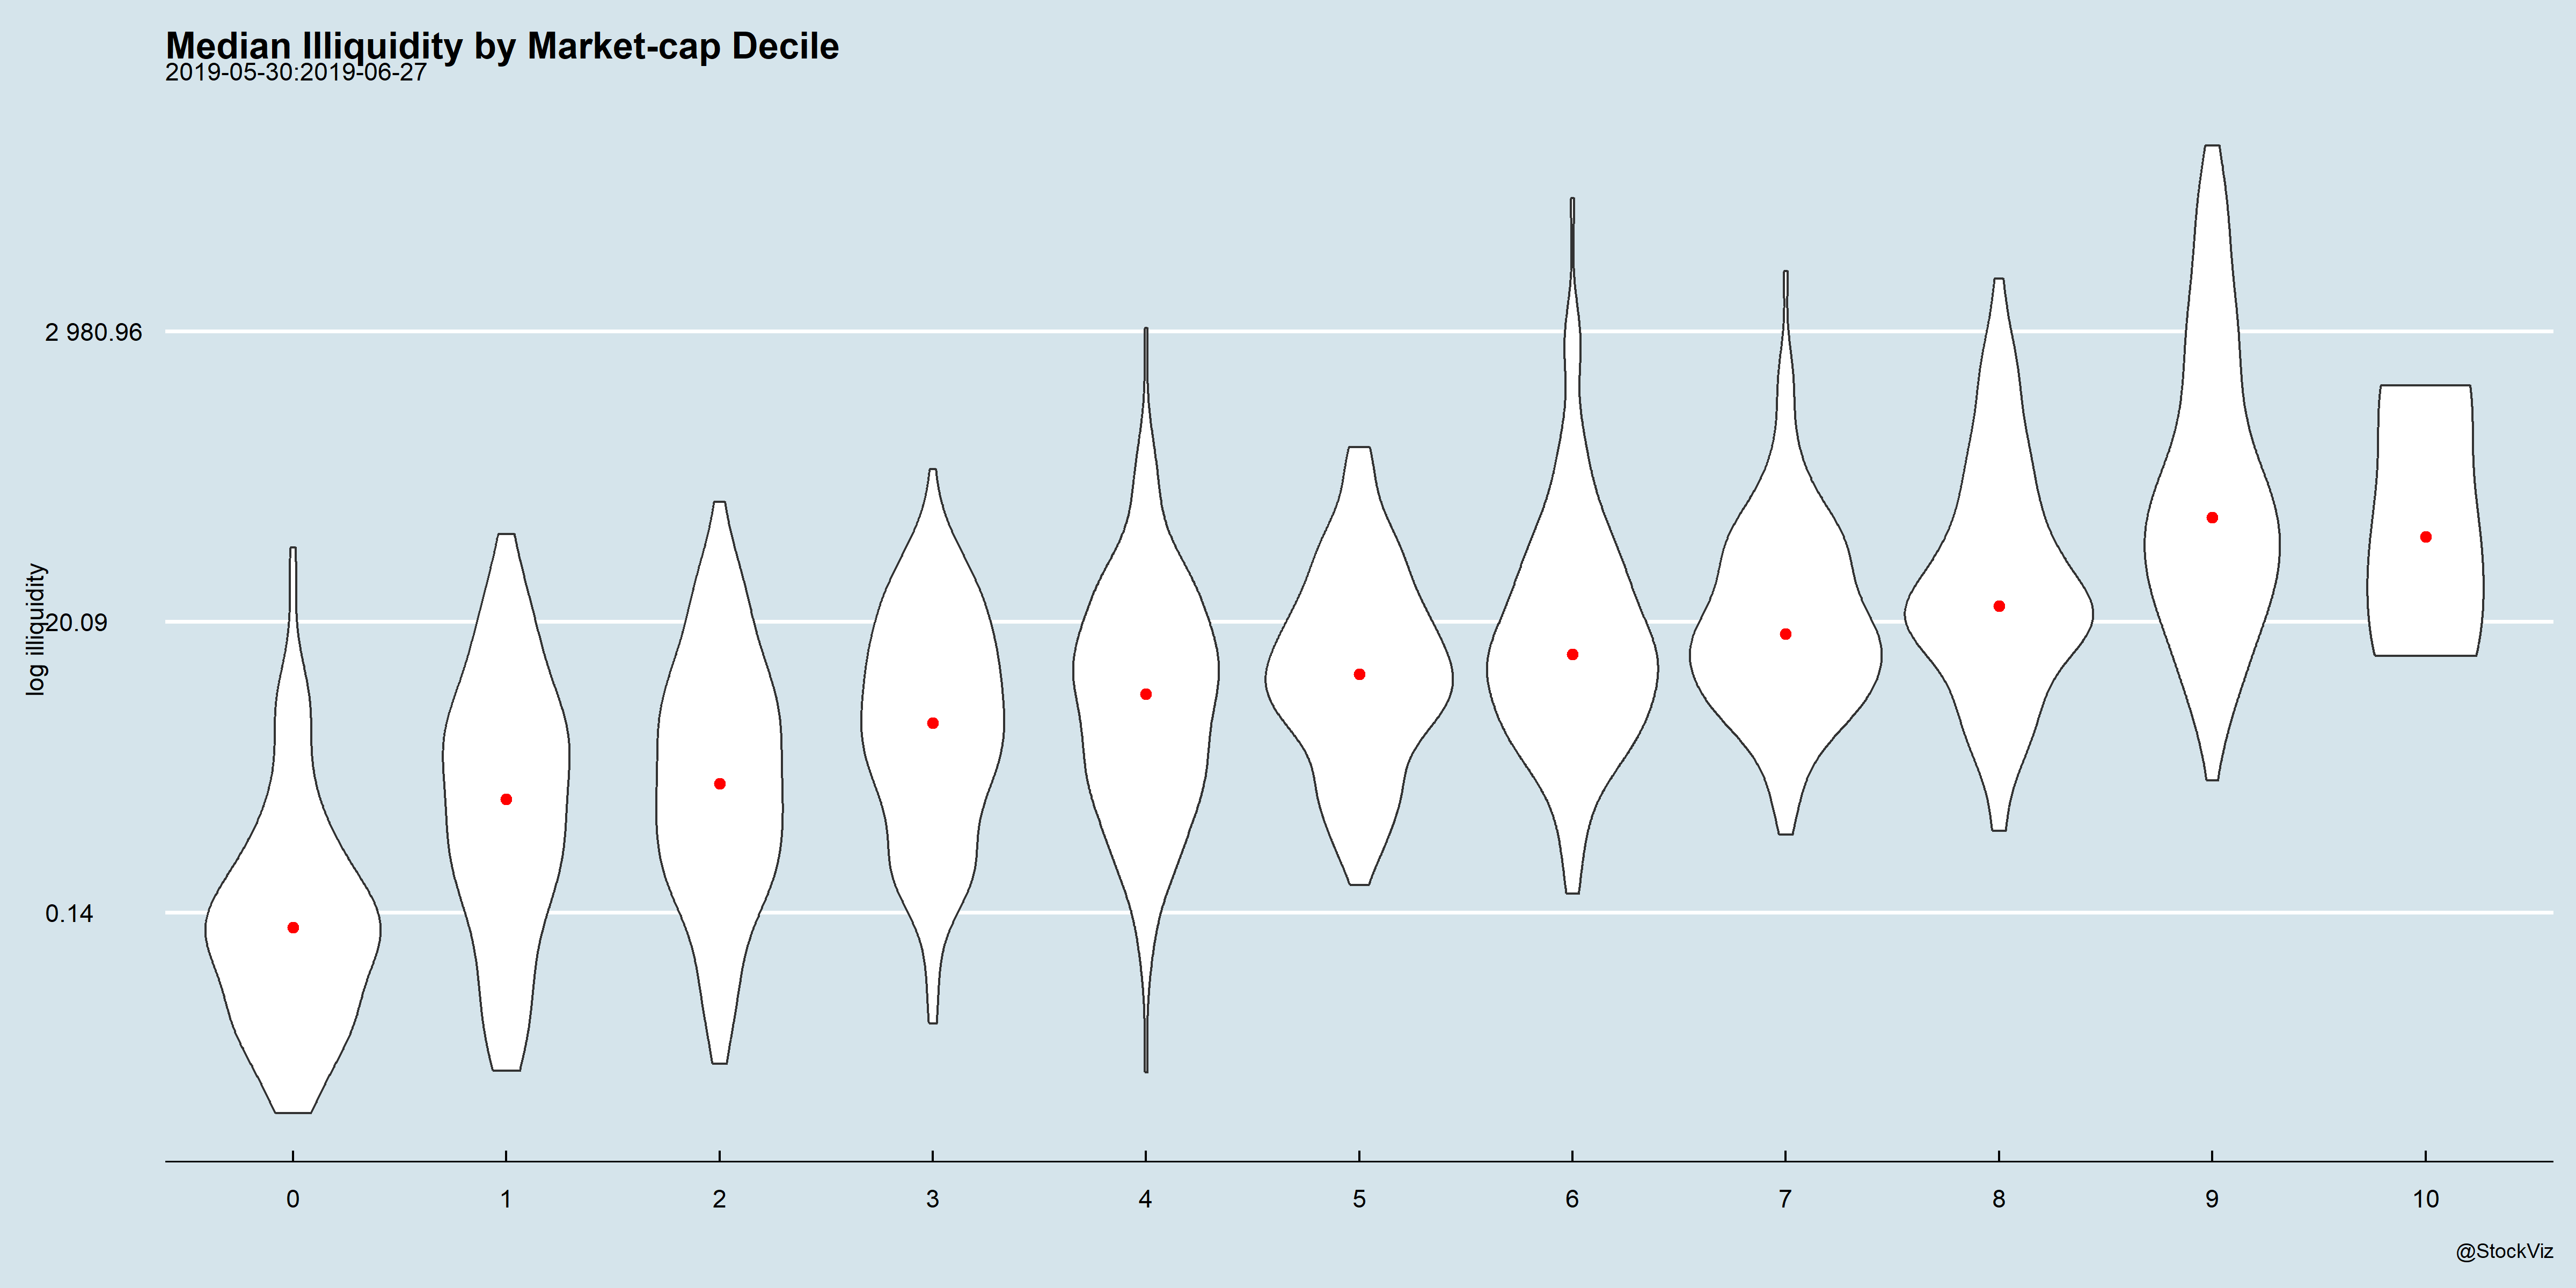 Median Illiquidity by Market-cap Decile
2019-05-30:2019-06-27
log illiquidity
2 980.96
20.09
0.14
0 1 2 3 4 5 6 7 8 9 10
@StockViz